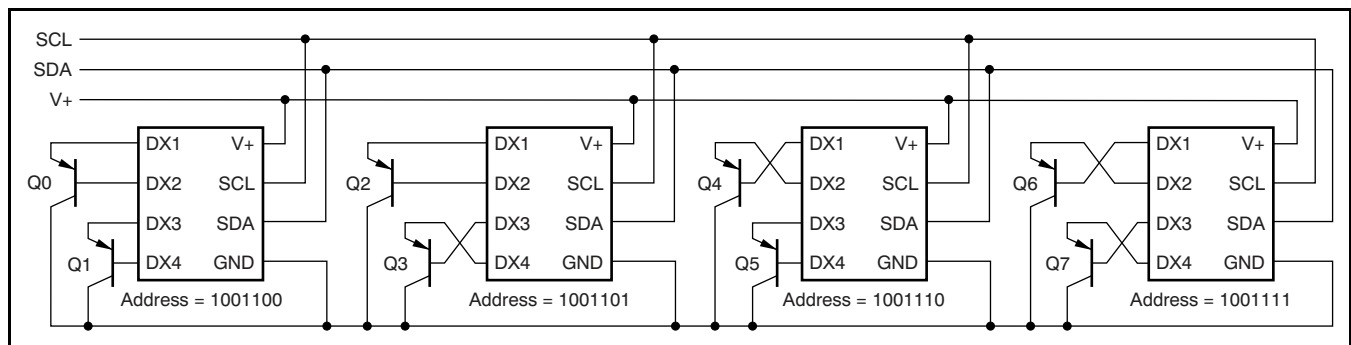 SCL
SDA
V+
DX1 V+
DX2 SCL
DX3 SDA
DX4 GND
Q0
Q1
Address = 1001100
DX1 V+
DX2 SCL
DX3 SDA
DX4 GND
Q2
Q3
Address = 1001101
DX1 V+
DX2 SCL
DX3 SDA
DX4 GND
Q4
Q5
Address = 1001110
DX1 V+
DX2 SCL
DX3 SDA
DX4 GND
Q6
Q7
Address = 1001111